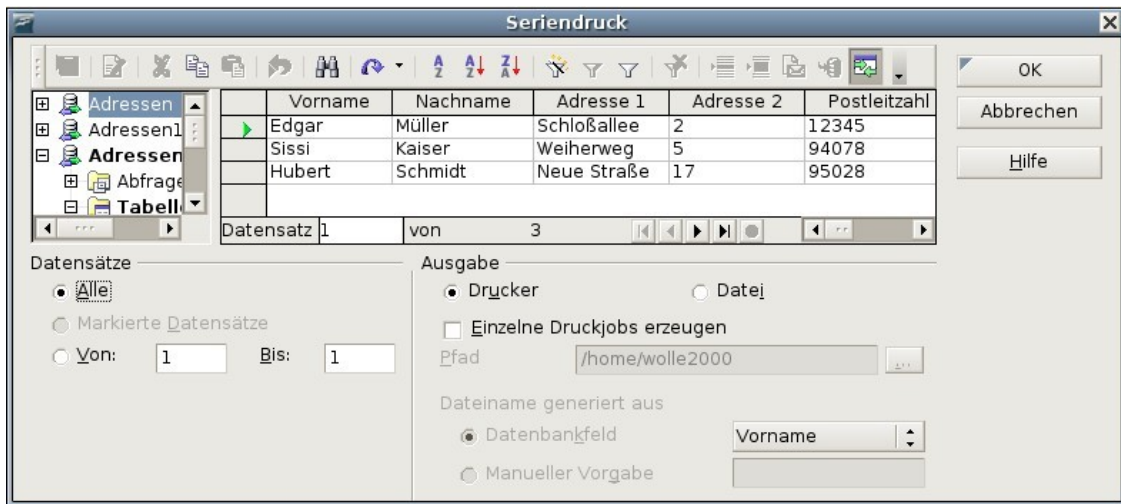 Seriendruck
OK
Abbrechen
Hilfe
Adressen
Adressen1
Adressen
Abfrage
Tabell
Vorname Nachname Adresse 1 Adresse 2 Postleitzahl
Edgar Müller Schloßallee 2 12345
Sissi Kaiser Weiherweg 5 94078
Hubert Schmidt Neue Straße 17 95028
Datensatz 1 von 3
Datensätze
Alle
Markierte Datensätze
Von: 1 Bis: 1
Ausgabe
Drucker Datei
Einzelne Druckjobs erzeugen
Pfad /home/wolle2000 ...
Dateiname generiert aus
Datenbankfeld Vorname
Manueller Vorgabe